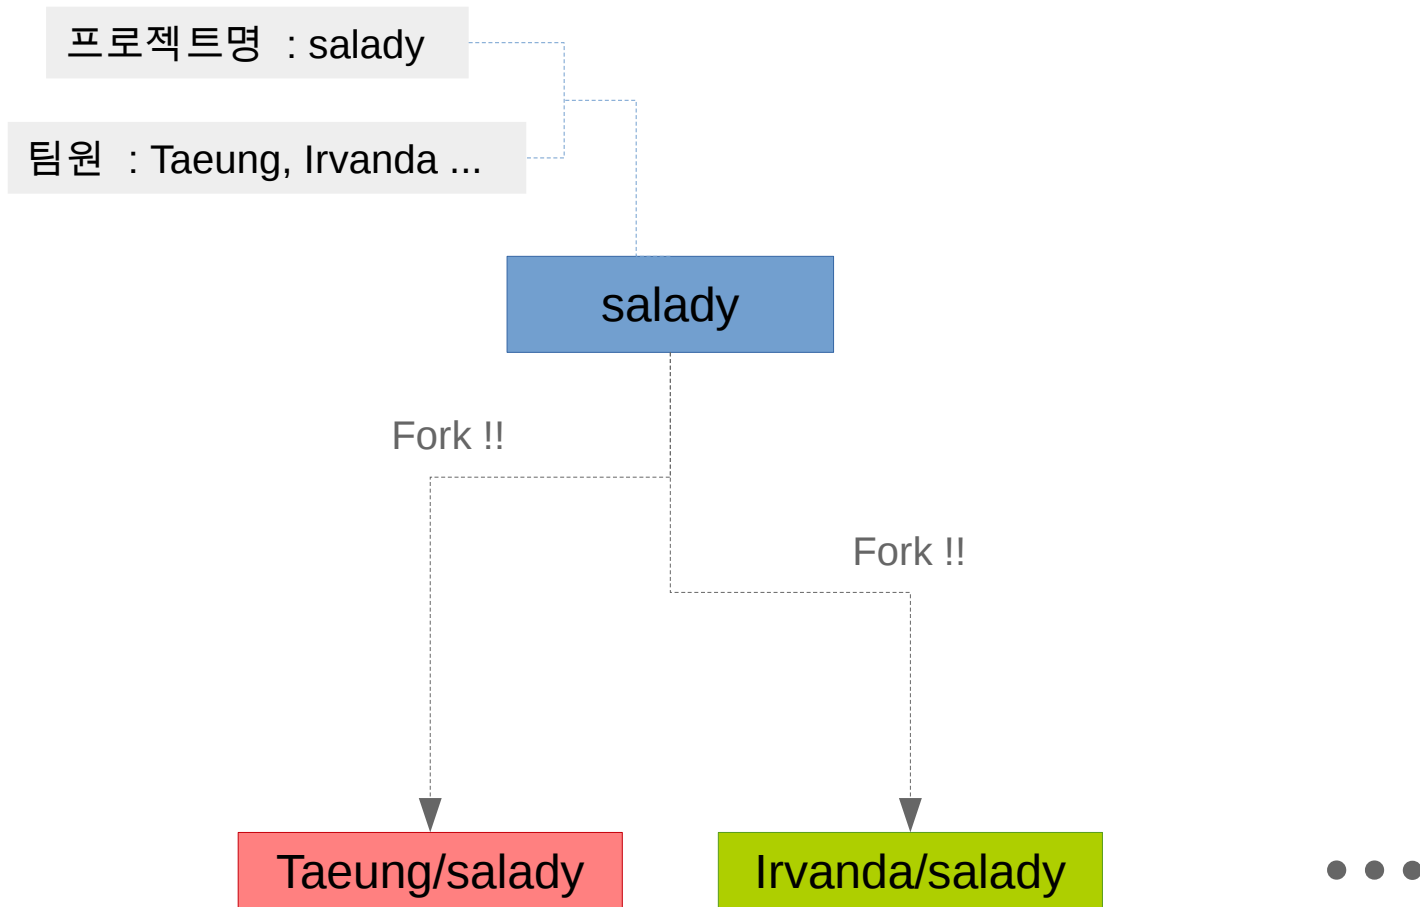 프로젝트명 : salady
팀원 : Taeung, Irvanda ...
salady
Fork !!
Fork !!
Taeung/salady
Irvanda/salady